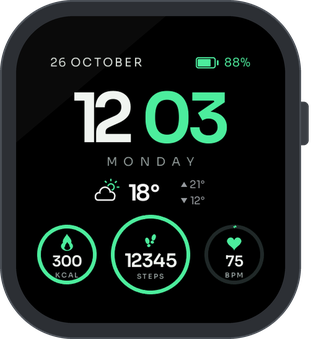 26 OCTOBER 88%
12 03
MONDAY
18° ▲21°
▼12°
300 12345 75
KCAL STEPS BPM